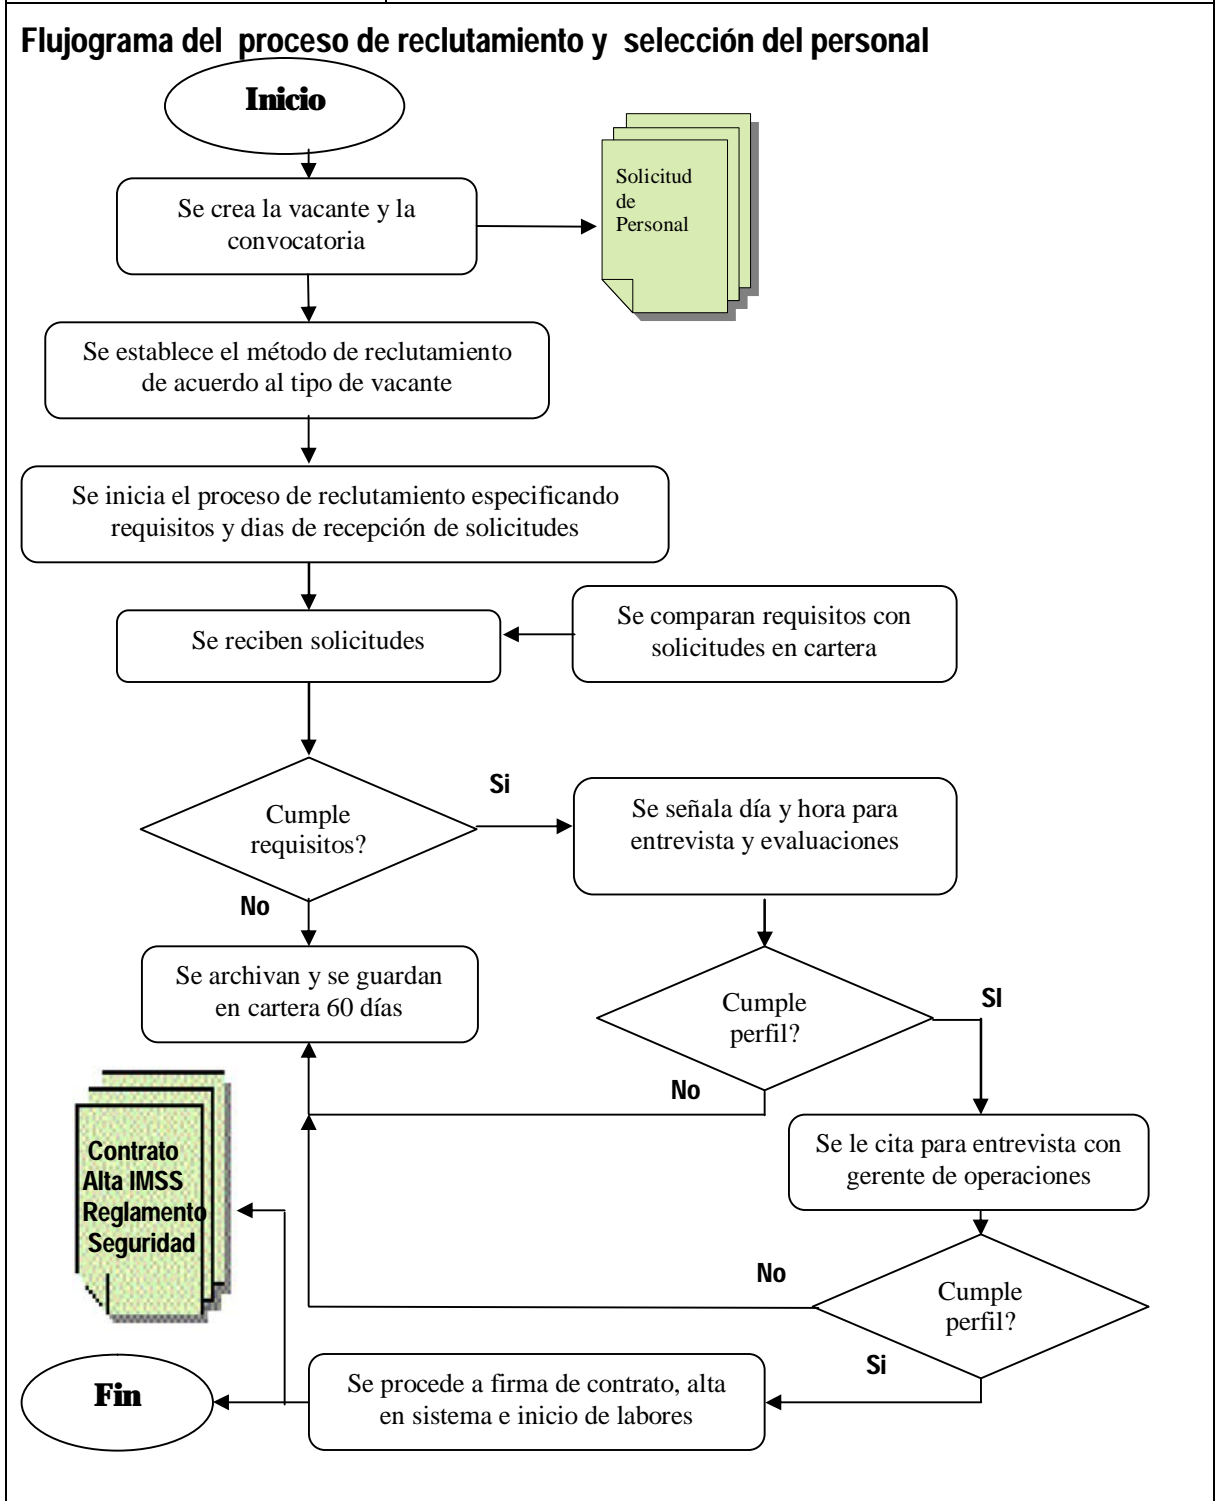 Flujograma del  proceso de reclutamiento y  selección del personal
Inicio
Solicitud
de
Personal
Se crea la vacante y la
convocatoria
Se establece el método de reclutamiento
de acuerdo al tipo de vacante
Se inicia el proceso de reclutamiento especificando
requisitos y dias de recepción de solicitudes
Se comparan requisitos con
solicitudes en cartera
Se reciben solicitudes
Si
Se señala día y hora para
entrevista y evaluaciones
Cumple
requisitos?
No
Se archivan y se guardan
en cartera 60 días
Cumple
perfil?
SI
No
Se le cita para entrevista con
gerente de operaciones
Contrato
Alta IMSS
Reglamento
Seguridad
No
Cumple
perfil?
Si
Se procede a firma de contrato, alta
en sistema e inicio de labores
Fin